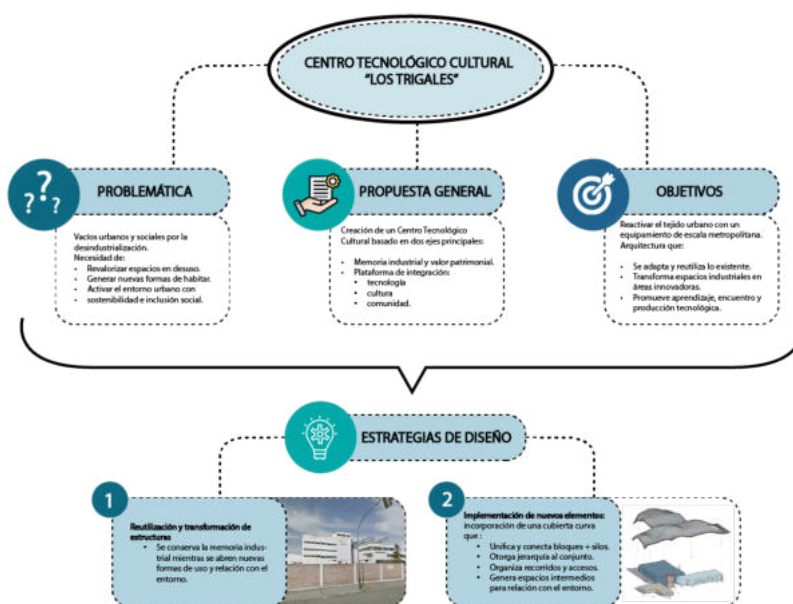 CENTRO TECNOLÓGICO CULTURAL
"LOS TRIGALES"
???
PROBLEMÁTICA
Vacíos urbanos y sociales por la
desindustrialización.
Necesidad de:
• Revalorizar espacios en desuso.
• Generar nuevas formas de habitar.
• Activar el entorno urbano con
• sostenibilidad e inclusión social.
PROPUESTA GENERAL
Creación de un Centro Tecnológico
Cultural basado en dos ejes principales:
• Memoria industrial y valor patrimonial.
• Plataforma de integración:
• tecnología
• cultura
• comunidad.
OBJETIVOS
Reactivar el tejido urbano con un
equipamiento de escala metropolitana.
Arquitectura que:
• Se adapta y reutiliza lo existente.
• Transforma espacios industriales en
áreas innovadoras.
• Promueve aprendizaje, encuentro y
producción tecnológica.
ESTRATEGIAS DE DISEÑO
1
Reutilización y transformación de
estructuras
• Se conserva la memoria indus-
trial mientras se abren nuevas
formas de uso y relación con el
entorno.
2
Implementación de nuevos elementos:
incorporación de una cubierta curva
que :
• Unifica y conecta bloques + silos.
• Otorga jerarquía al conjunto.
• Organiza recorridos y accesos.
• Genera espacios intermedios
para relación con el entorno.